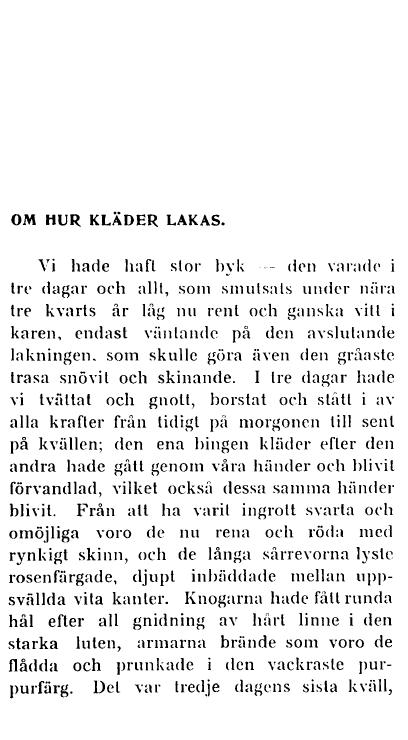 OM HUR KLÄDER LAKAS.
Vi hade haft stor byk — den varade i
tre dagar och allt, som smutsats under nära
tre kvarts år låg nu rent och ganska vitt i
karen, endast väntande på den avslutande
lakningen, som skulle göra även den gråaste
trasa snövit och skinande. I tre dagar hade
vi tvättat och gnott, borstat och stått i av
alla krafter från tidigt på morgonen till sent
på kvällen; den ena bingen kläder efter den
andra hade gått genom våra händer och blivit
förvandlad, vilket också dessa samma händer
blivit. Från att ha varit ingrott svarta och
omöjliga voro de nu rena och röda med
rynkigt skinn, och de långa sårrevorna lyste
rosenfärgade, djupt inbäddade mellan upp-
svällda vita kanter. Knogarna hade fått runda
hål efter all gnidning av hårt linne i den
starka luten, armarna brände som voro de
flådda och prunkade i den vackraste pur-
purfärg. Det var tredje dagens sista kväll,